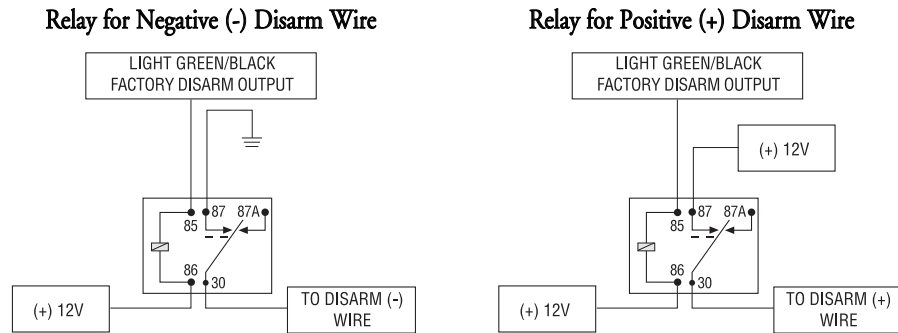 Relay for Negative (-) Disarm Wire
LIGHT GREEN/BLACK
FACTORY DISARM OUTPUT
87
87A
85
86
30
(+) 12V
TO DISARM (-)
WIRE
Relay for Positive (+) Disarm Wire
LIGHT GREEN/BLACK
FACTORY DISARM OUTPUT
(+) 12V
87
87A
85
86
30
(+) 12V
TO DISARM (+)
WIRE